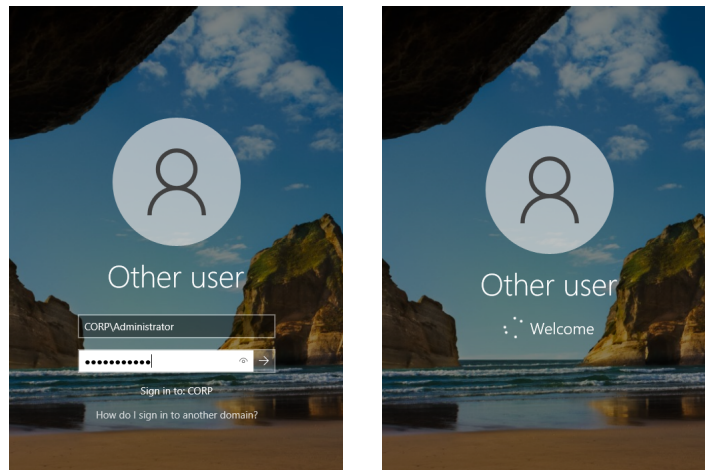 Other user
CORP\Administrator
●●●●●●●●●●●
Sign in to: CORP
How do I sign in to another domain?
Other user
Welcome